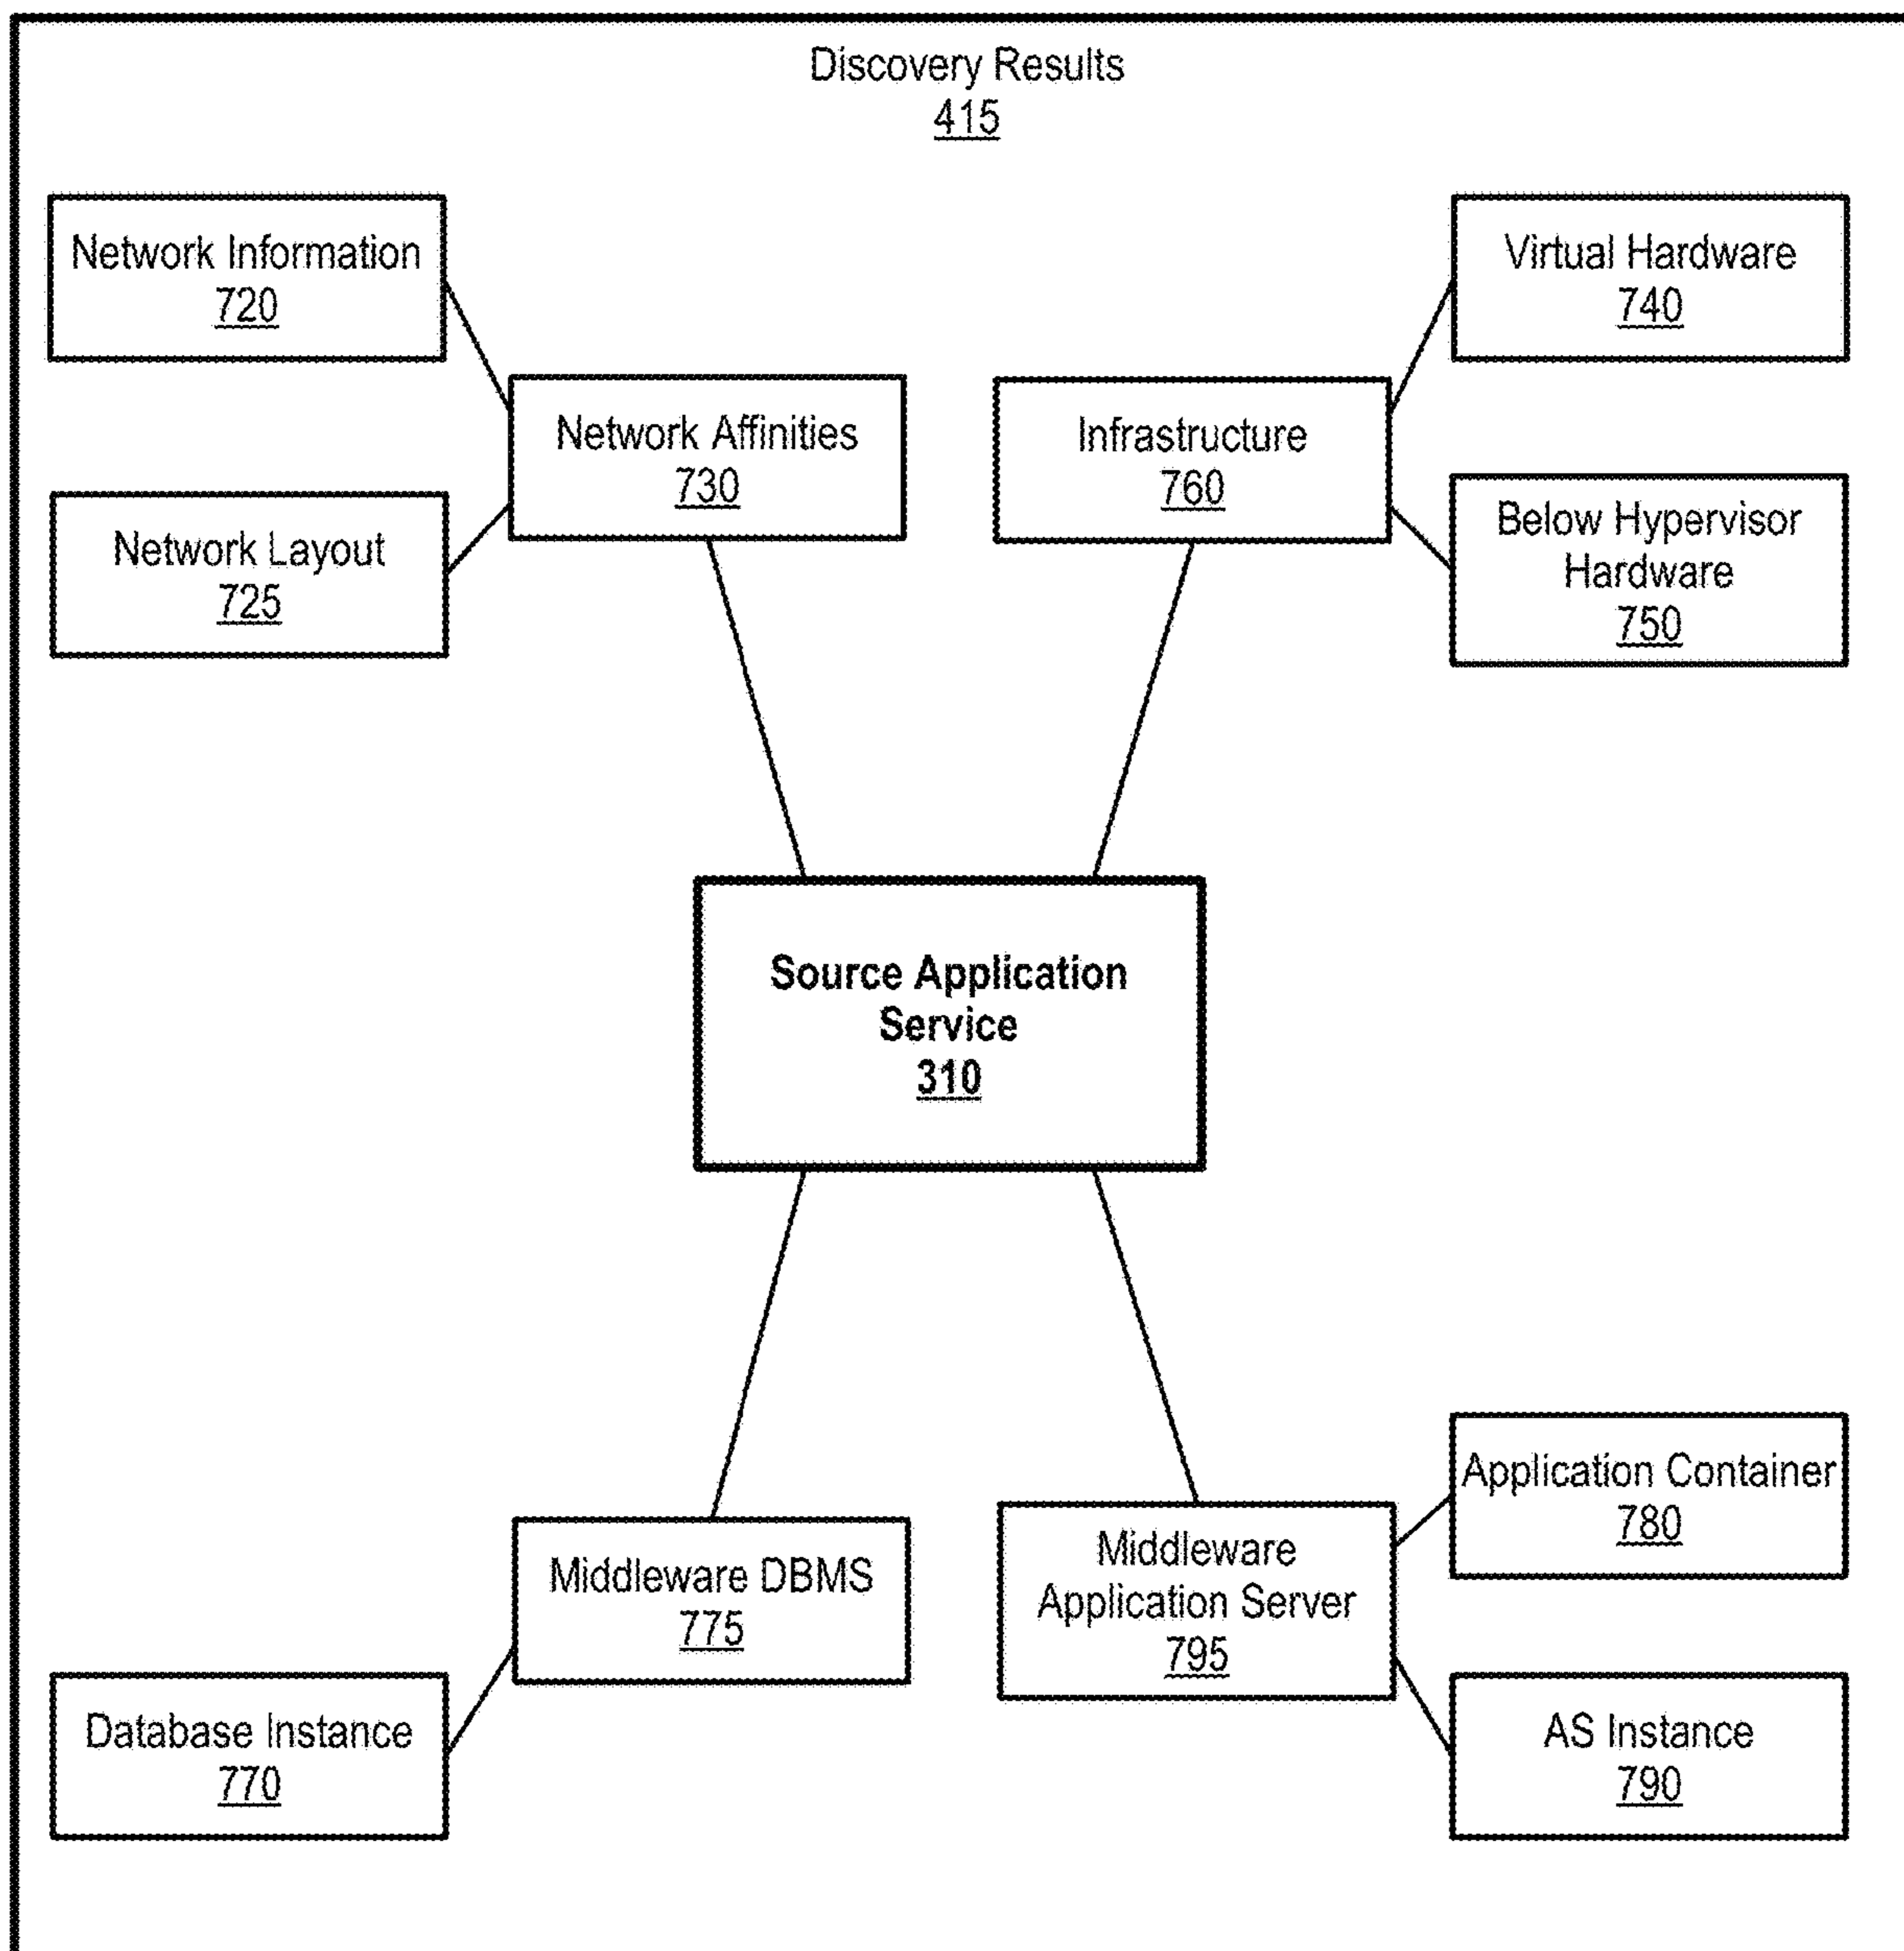 Discovery Results
415
Network Information
720
Virtual Hardware
740
Network Affinities
730
Infrastructure
760
Network Layout
725
Below Hypervisor
Hardware
750
Source Application
Service
310
Application Container
780
Middleware DBMS
775
Middleware
Application Server
795
Database Instance
770
AS Instance
790